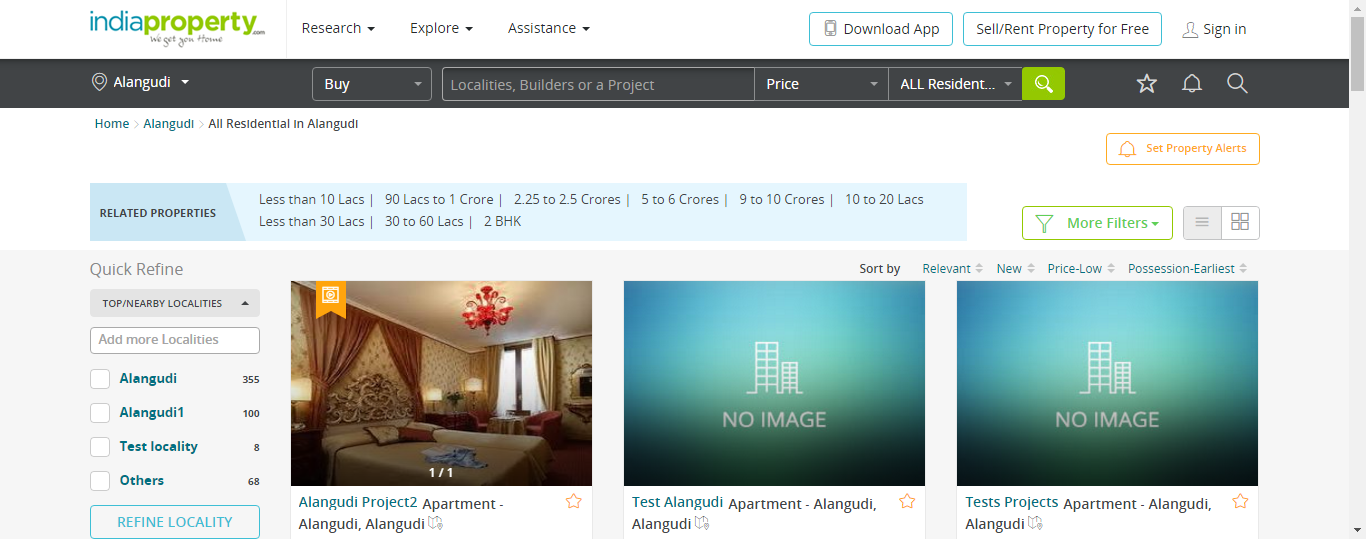 indiaproperty.com
We get you Home
Research Explore Assistance Download App Sell/Rent Property for Free Sign in
Alangudi Buy Localities, Builders or a Project Price ALL Resident...
Home > Alangudi > All Residential in Alangudi
Set Property Alerts
RELATED PROPERTIES
Less than 10 Lacs | 90 Lacs to 1 Crore | 2.25 to 2.5 Crores | 5 to 6 Crores | 9 to 10 Crores | 10 to 20 Lacs
Less than 30 Lacs | 30 to 60 Lacs | 2 BHK
More Filters
Quick Refine
Sort by Relevant New Price-Low Possession-Earliest
TOP/NEARBY LOCALITIES
Add more Localities
Alangudi 355
Alangudi1 100
Test locality 8
Others 68
REFINE LOCALITY
1 / 1
Alangudi Project2 Apartment -
Alangudi, Alangudi
NO IMAGE
Test Alangudi Apartment - Alangudi,
Alangudi
NO IMAGE
Tests Projects Apartment - Alangudi,
Alangudi